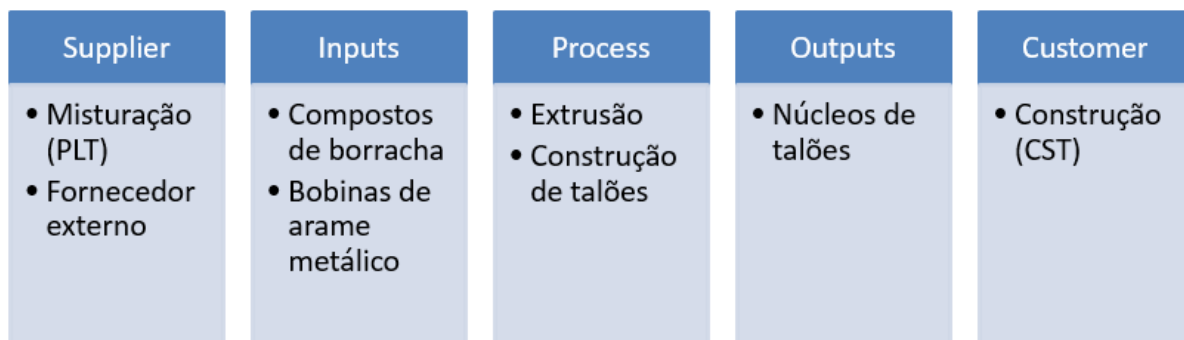 Supplier
• Misturação
(PLT)
• Fornecedor
externo
Inputs
• Compostos
de borracha
• Bobinas de
arame
metálico
Process
• Extrusão
• Construção
de talões
Outputs
• Núcleos de
talões
Customer
• Construção
(CST)